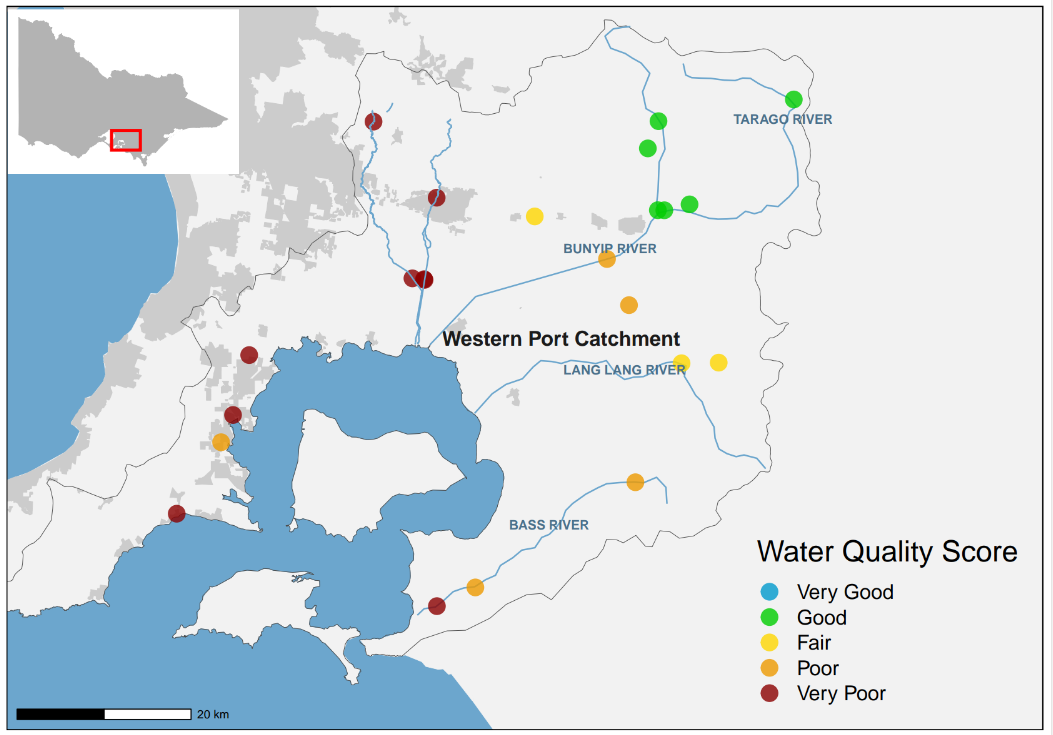 TARAGO RIVER
BUNYIP RIVER
Western Port Catchment
LANG LANG RIVER
BASS RIVER
Water Quality Score
Very Good
Good
Fair
Poor
Very Poor
20 km